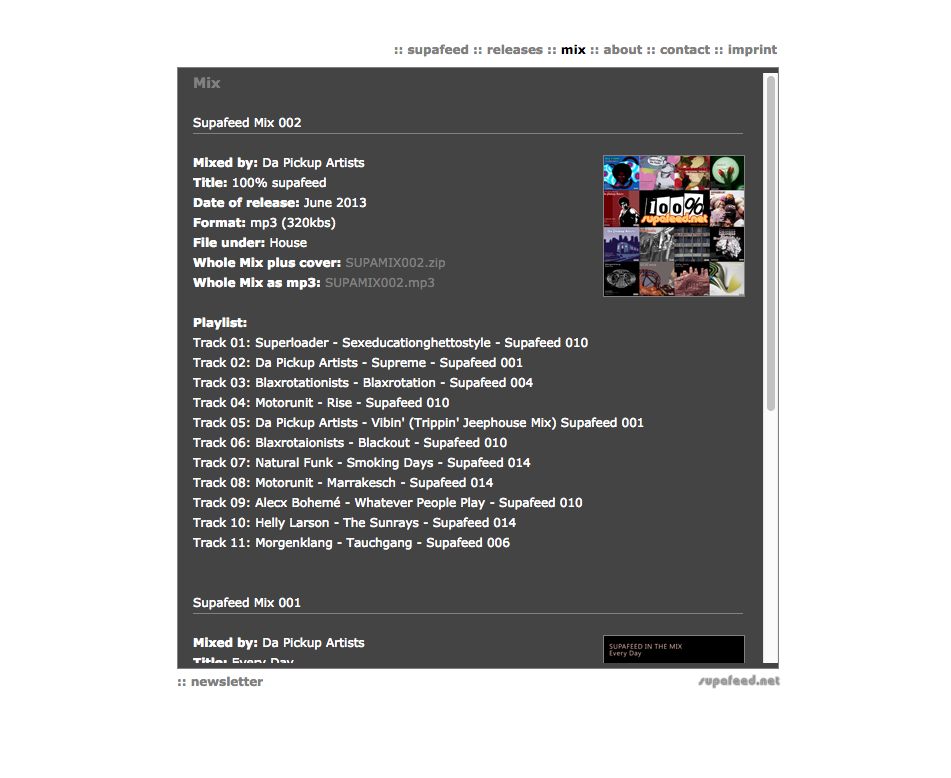 :: supafeed :: releases :: mix :: about :: contact :: imprint
Mix
Supafeed Mix 002
Mixed by: Da Pickup Artists
Title: 100% supafeed
Date of release: June 2013
Format: mp3 (320kbs)
File under: House
Whole Mix plus cover: SUPAMIX002.zip
Whole Mix as mp3: SUPAMIX002.mp3
100%
supafeed.net
Playlist:
Track 01: Superloader - Sexeducationghettostyle - Supafeed 010
Track 02: Da Pickup Artists - Supreme - Supafeed 001
Track 03: Blaxrotationists - Blaxrotation - Supafeed 004
Track 04: Motorunit - Rise - Supafeed 010
Track 05: Da Pickup Artists - Vibin' (Trippin' Jeephouse Mix) Supafeed 001
Track 06: Blaxrotaionists - Blackout - Supafeed 010
Track 07: Natural Funk - Smoking Days - Supafeed 014
Track 08: Motorunit - Marrakesch - Supafeed 014
Track 09: Alecx Bohemé - Whatever People Play - Supafeed 010
Track 10: Helly Larson - The Sunrays - Supafeed 014
Track 11: Morgenklang - Tauchgang - Supafeed 006
Supafeed Mix 001
Mixed by: Da Pickup Artists
Title: Every Day
SUPAFEED IN THE MIX
Every Day
:: newsletter
supafeed.net